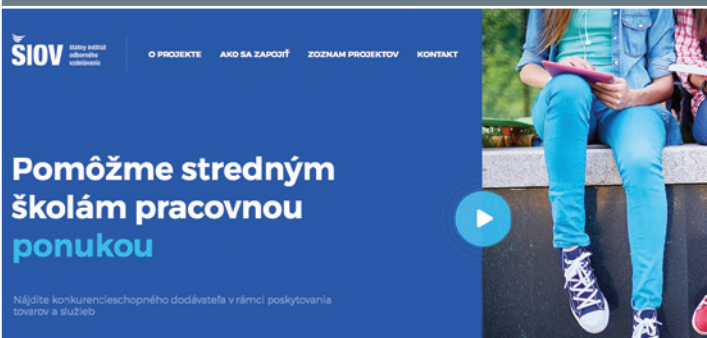 ŠIOV
štátny inštitút
odborného
vzdelávania
O PROJEKTE AKO SA ZAPOJIŤ ZOZNAM PROJEKTOV KONTAKT
Pomôžme stredným
školám pracovnou
ponukou
Nájdite konkurencieschopného dodávateľa v rámci poskytovania
tovarov a služieb